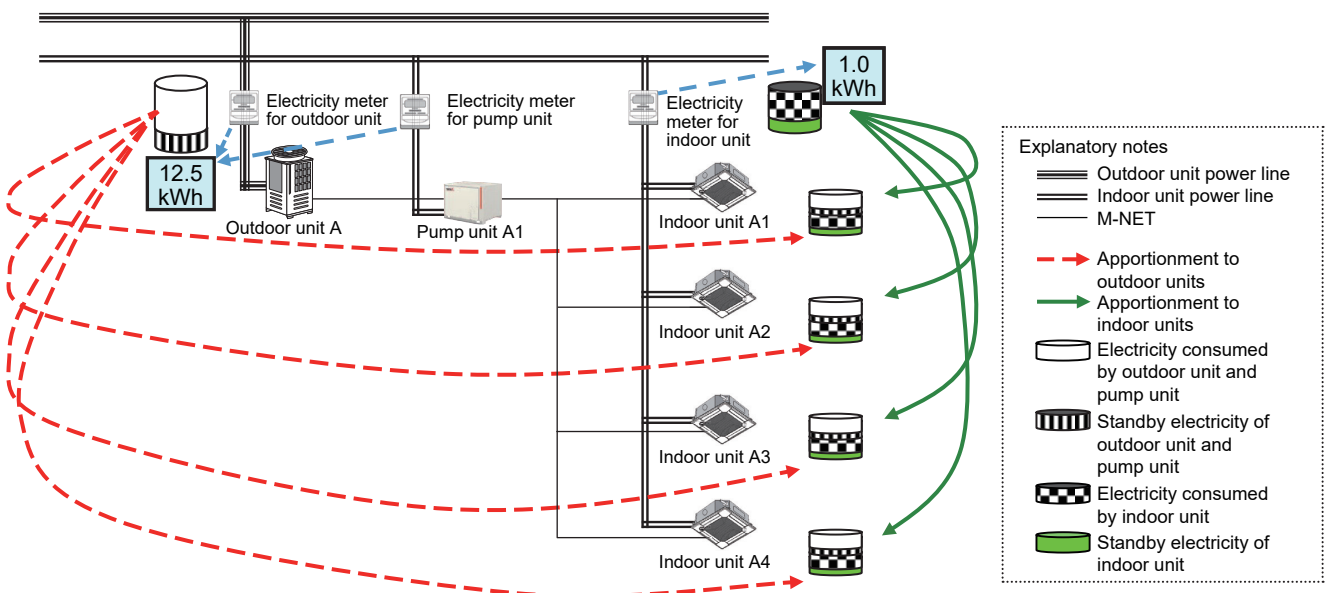 1.0
kWh
Electricity meter
for outdoor unit
Electricity meter
for pump unit
Electricity
meter for
indoor unit
12.5
kWh
Outdoor unit A
Pump unit A1
Indoor unit A1
Indoor unit A2
Indoor unit A3
Indoor unit A4
Explanatory notes
Outdoor unit power line
Indoor unit power line
M-NET
Apportionment to
outdoor units
Apportionment to
indoor units
Electricity consumed
by outdoor unit and
pump unit
Standby electricity of
outdoor unit and
pump unit
Electricity consumed
by indoor unit
Standby electricity of
indoor unit